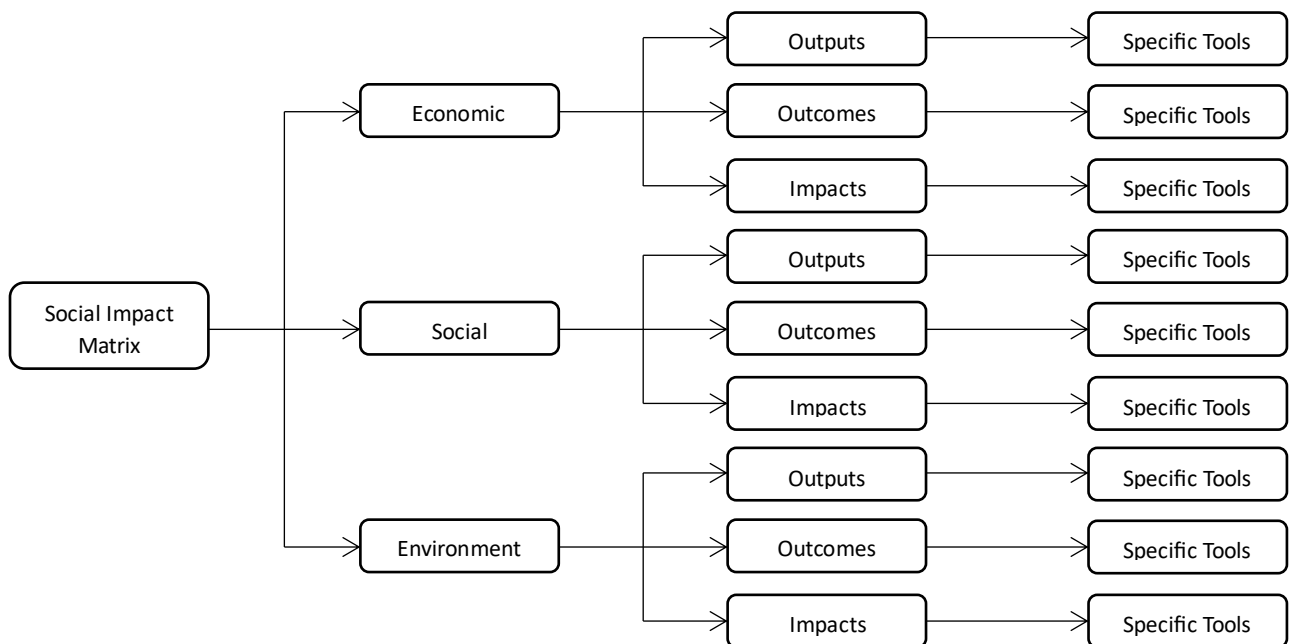 Outputs
Specific Tools
Economic
Outcomes
Specific Tools
Impacts
Specific Tools
Outputs
Specific Tools
Social Impact
Matrix
Social
Outcomes
Specific Tools
Impacts
Specific Tools
Outputs
Specific Tools
Environment
Outcomes
Specific Tools
Impacts
Specific Tools